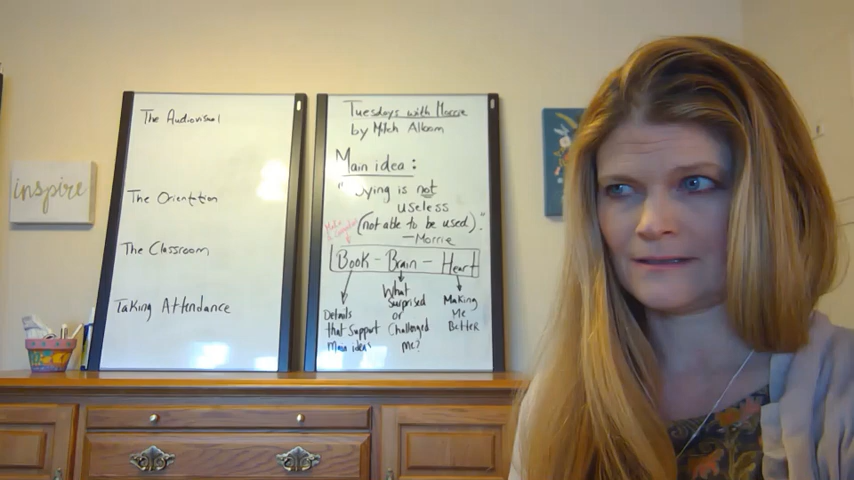 inspire
The Audiovisual
The Orientation
The Classroom
Taking Attendance
Tuesdays with Morrie
by Mitch Albom
Main idea:
"Dying is not
useless
(not able to be used)."
—Morrie
Book - Brain - Heart
Details
that support
Main idea
What
Surprised
or
Challenged
me?
Making
Me
Better